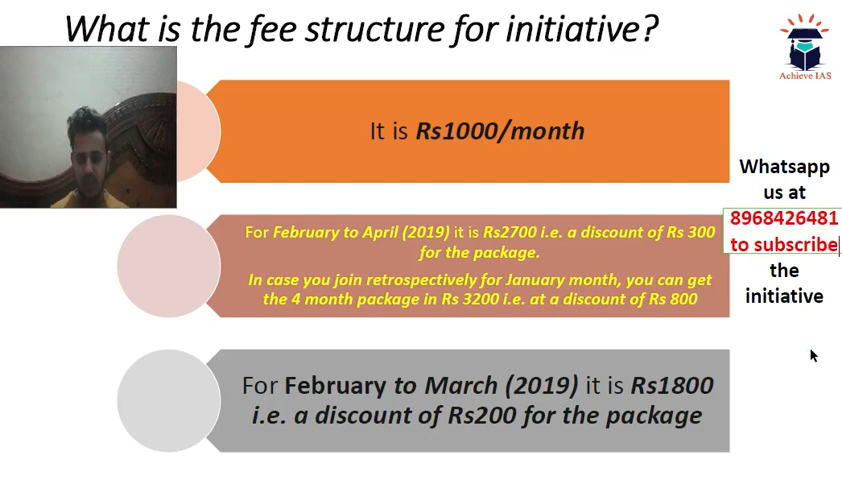 What is the fee structure for initiative?
Achieve IAS
It is Rs1000/month
For February to April (2019) it is Rs2700 i.e. a discount of Rs 300
for the package.
In case you join retrospectively for January month, you can get
the 4 month package in Rs 3200 i.e. at a discount of Rs 800
For February to March (2019) it is Rs1800
i.e. a discount of Rs200 for the package
Whatsapp
us at
8968426481
to subscribe
the
initiative